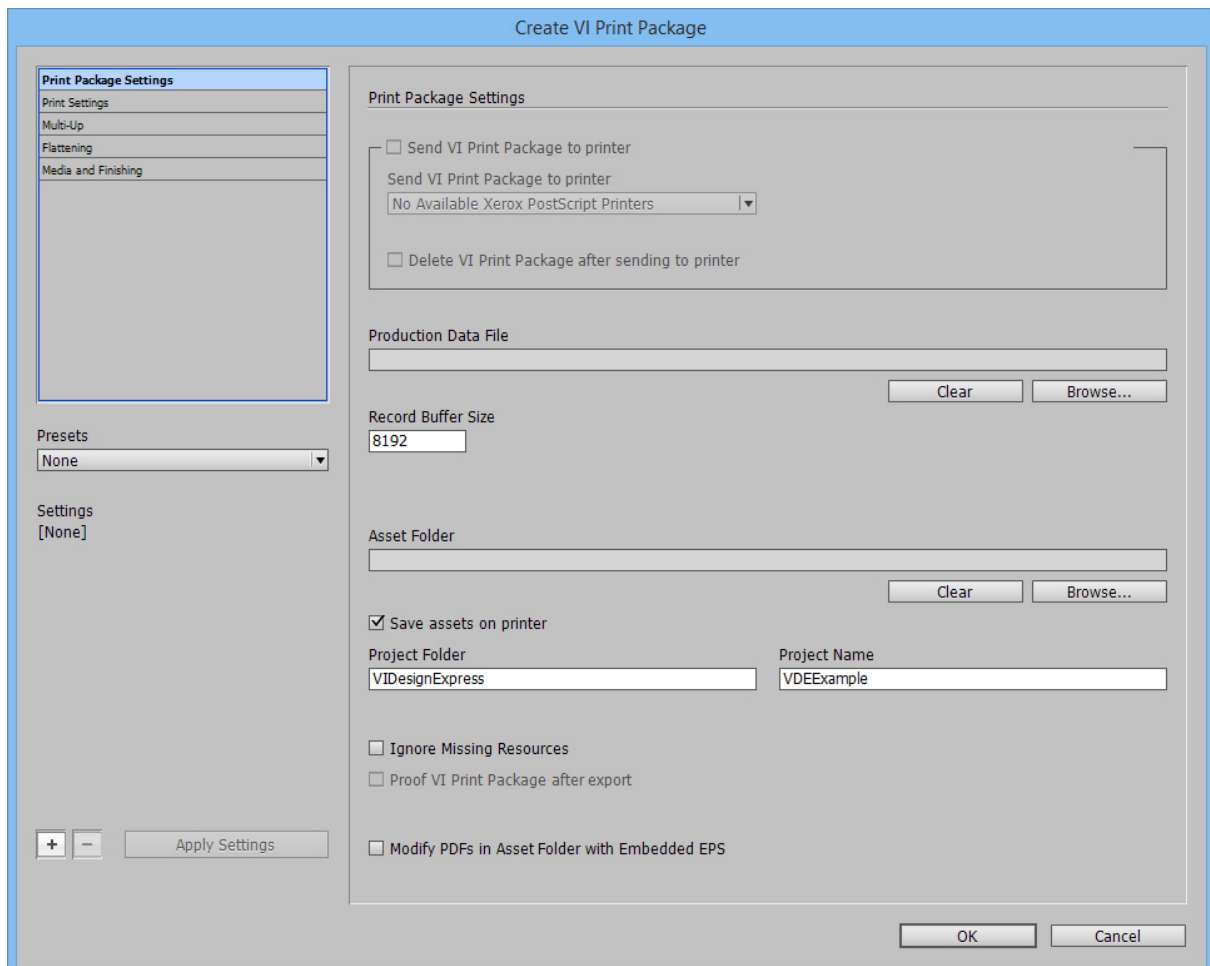 Create VI Print Package
Print Package Settings
Print Settings
Multi-Up
Flattening
Media and Finishing
Presets
None
Settings
[None]
+
−
Apply Settings
Print Package Settings
Send VI Print Package to printer
Send VI Print Package to printer
No Available Xerox PostScript Printers
Delete VI Print Package after sending to printer
Production Data File
Clear Browse...
Record Buffer Size
8192
Asset Folder
Clear Browse...
Save assets on printer
Project Folder Project Name
VIDesignExpress VDEExample
Ignore Missing Resources
Proof VI Print Package after export
Modify PDFs in Asset Folder with Embedded EPS
OK Cancel